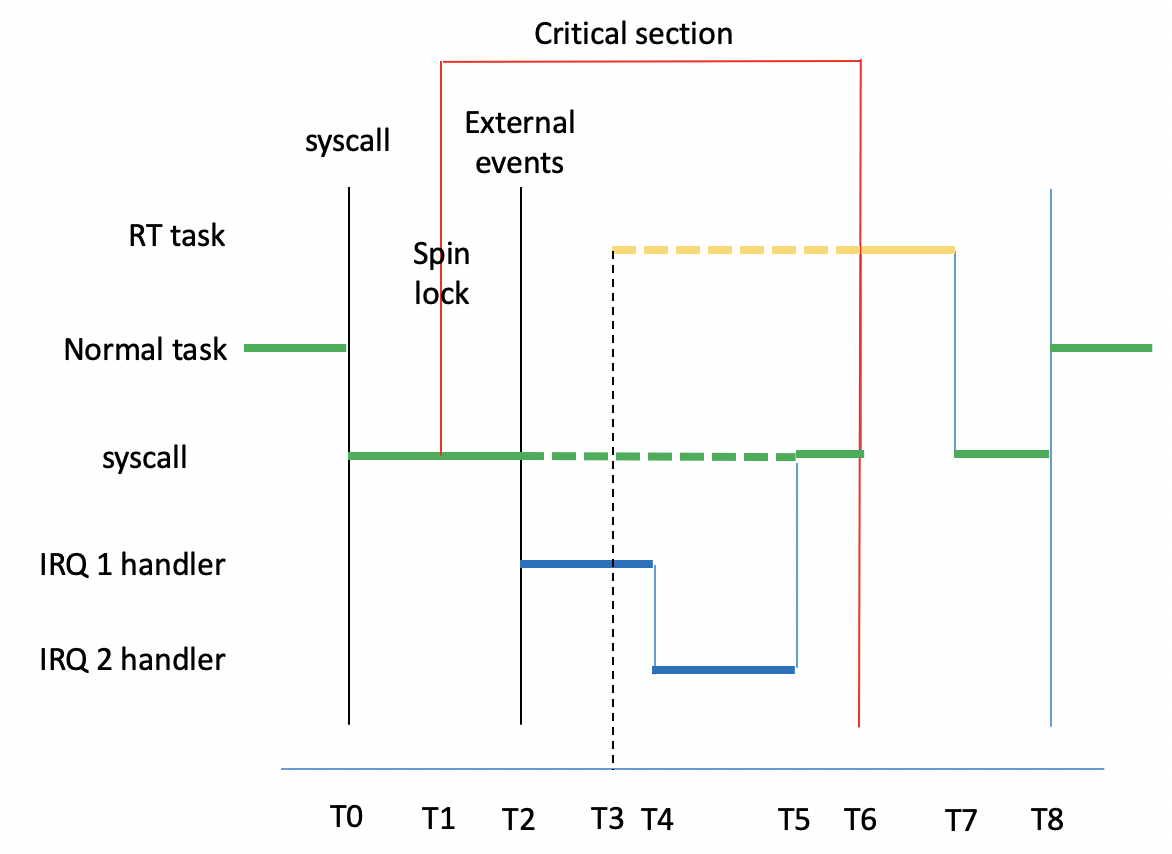 Critical section
External
events
syscall
RT task
Spin
lock
Normal task
syscall
IRQ 1 handler
IRQ 2 handler
T0 T1 T2 T3 T4 T5 T6 T7 T8